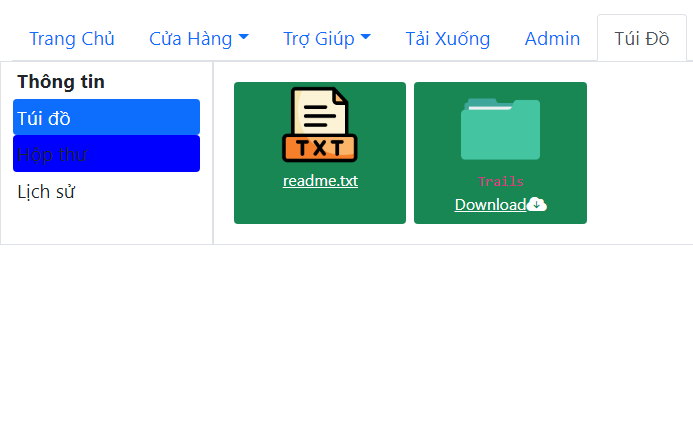 Trang Chủ Cửa Hàng Trợ Giúp Tải Xuống Admin Túi Đồ
Thông tin
Túi đồ
Hộp thư
Lịch sử
TXT
readme.txt
Trails
Download